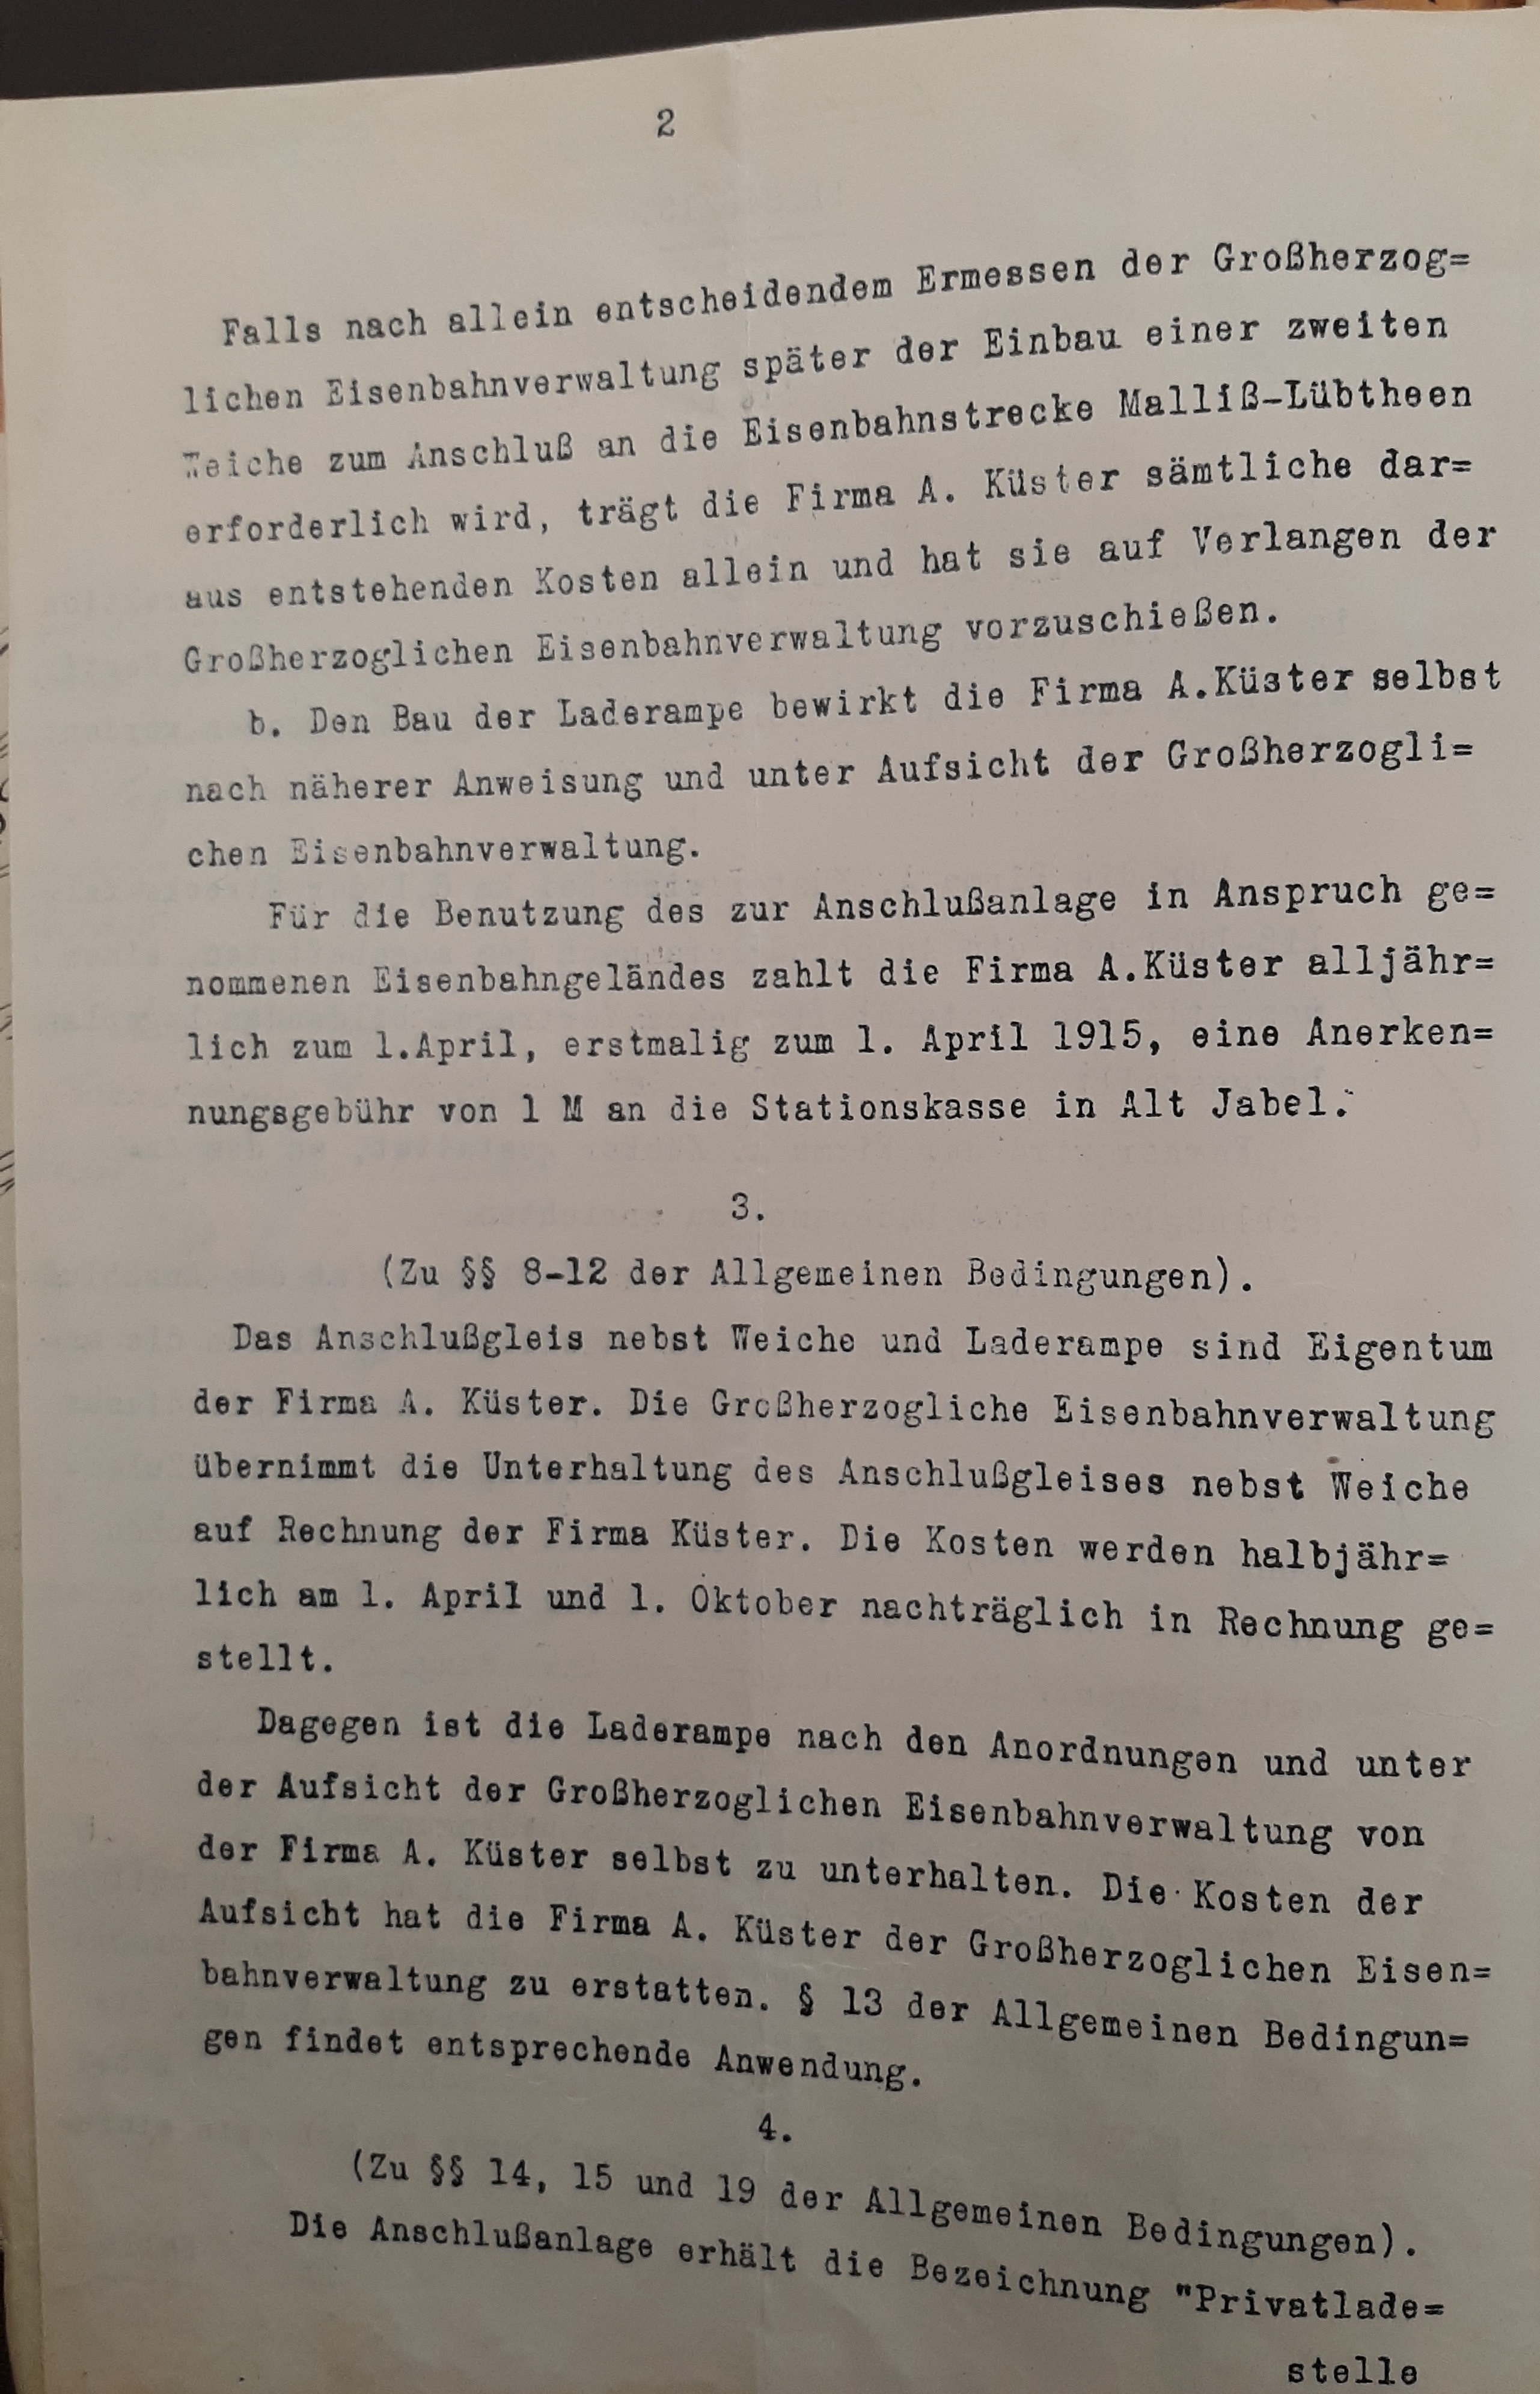 2
Falls nach allein entscheidendem Ermessen der Großherzog=
lichen Eisenbahnverwaltung später der Einbau einer zweiten
Weiche zum Anschluß an die Eisenbahnstrecke Malliß-Lübtheen
erforderlich wird, trägt die Firma A. Küster sämtliche dar=
aus entstehenden Kosten allein und hat sie auf Verlangen der
Großherzoglichen Eisenbahnverwaltung vorzuschießen.
b. Den Bau der Laderampe bewirkt die Firma A.Küster selbst
nach näherer Anweisung und unter Aufsicht der Großherzogli=
chen Eisenbahnverwaltung.
Für die Benutzung des zur Anschlußanlage in Anspruch ge=
nommenen Eisenbahngeländes zahlt die Firma A.Küster alljähr=
lich zum 1.April, erstmalig zum 1. April 1915, eine Anerken=
nungsgebühr von 1 M an die Stationskasse in Alt Jabel.
3.
(Zu §§ 8-12 der Allgemeinen Bedingungen).
Das Anschlußgleis nebst Weiche und Laderampe sind Eigentum
der Firma A. Küster. Die Großherzogliche Eisenbahnverwaltung
übernimmt die Unterhaltung des Anschlußgleises nebst Weiche
auf Rechnung der Firma Küster. Die Kosten werden halbjähr=
lich am 1. April und 1. Oktober nachträglich in Rechnung ge=
stellt.
Dagegen ist die Laderampe nach den Anordnungen und unter
der Aufsicht der Großherzoglichen Eisenbahnverwaltung von
der Firma A. Küster selbst zu unterhalten. Die Kosten der
Aufsicht hat die Firma A. Küster der Großherzoglichen Eisen=
bahnverwaltung zu erstatten. § 13 der Allgemeinen Bedingun=
gen findet entsprechende Anwendung.
4.
(Zu §§ 14, 15 und 19 der Allgemeinen Bedingungen).
Die Anschlußanlage erhält die Bezeichnung "Privatlade=
stelle